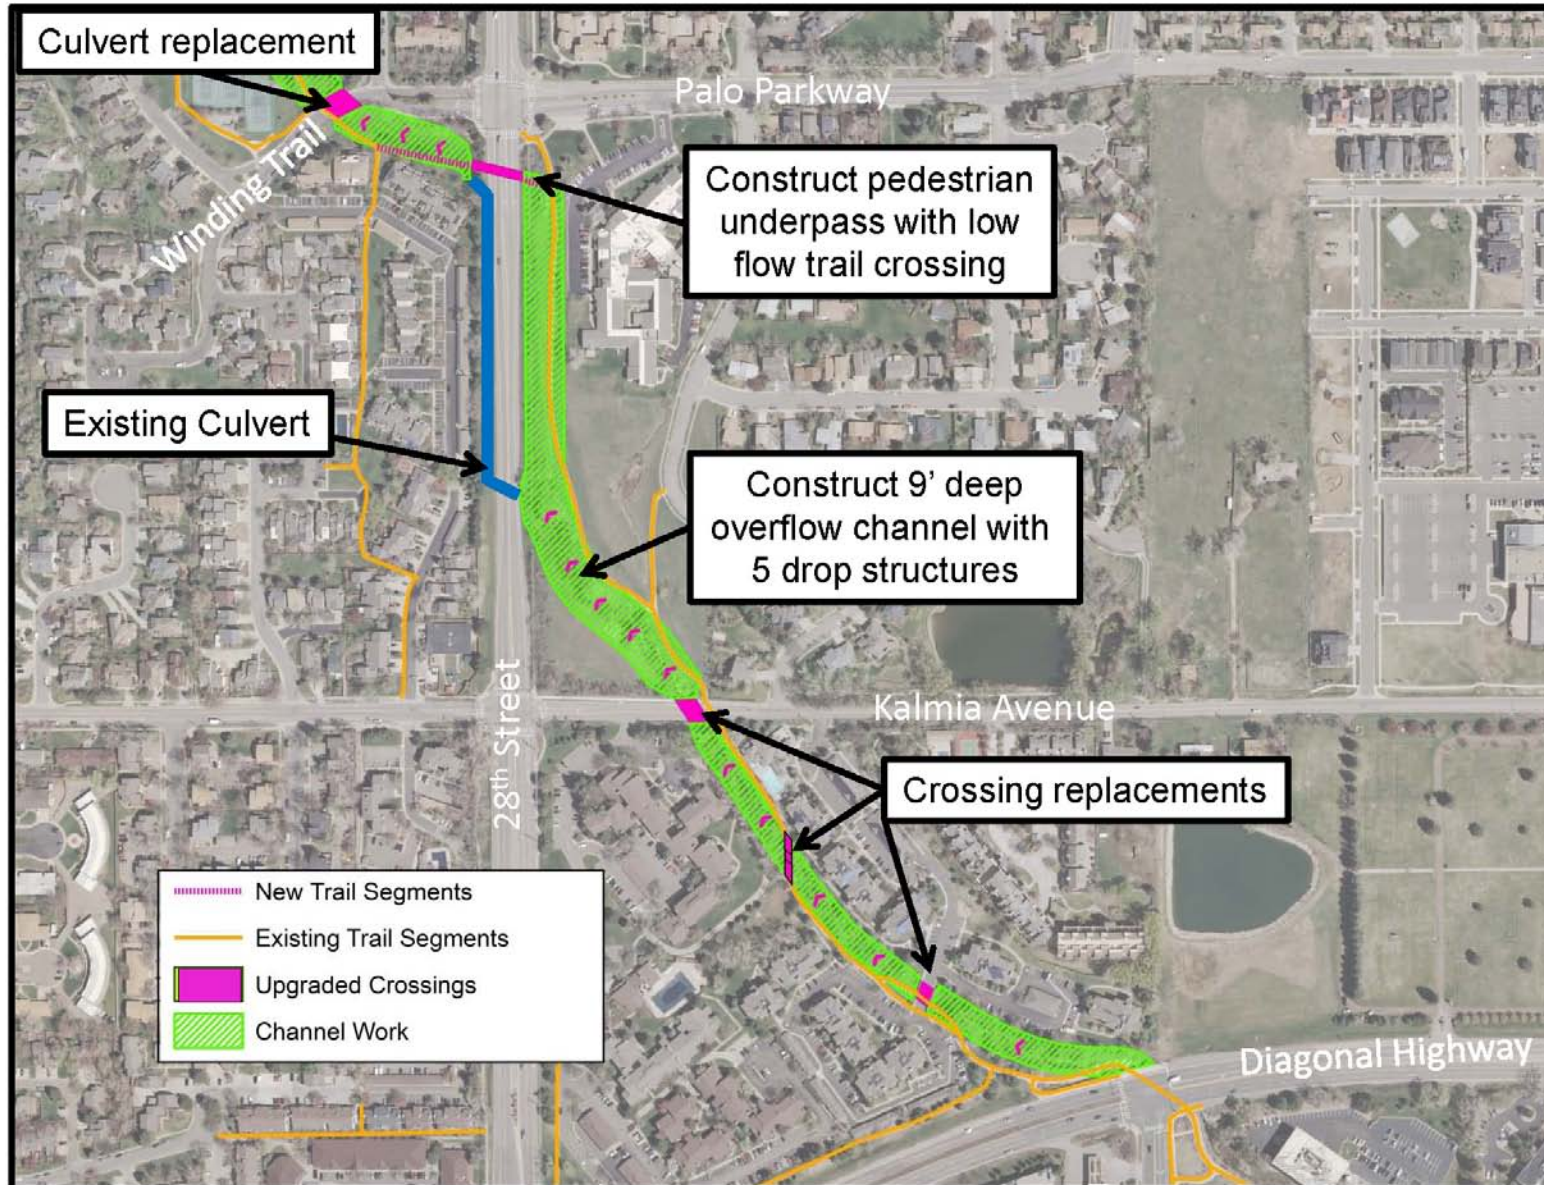 Culvert replacement
Palo Parkway
Winding Trail
Construct pedestrian
underpass with low
flow trail crossing
Existing Culvert
Construct 9’ deep
overflow channel with
5 drop structures
28th Street
Kalmia Avenue
Crossing replacements
New Trail Segments
Existing Trail Segments
Upgraded Crossings
Channel Work
Diagonal Highway